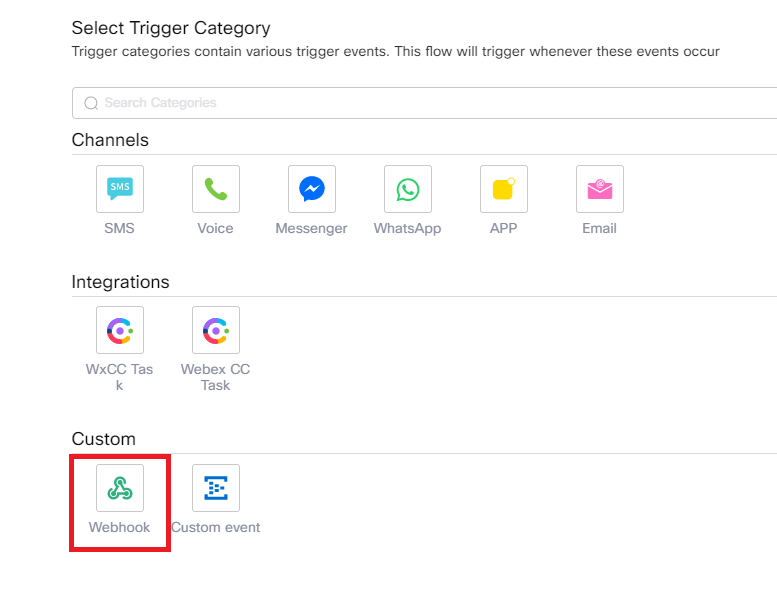 Select Trigger Category
Trigger categories contain various trigger events. This flow will trigger whenever these events occur
Search Categories
Channels
SMS
SMS Voice Messenger WhatsApp APP Email
Integrations
WxCC Tas Webex CC
k Task
Custom
Webhook Custom event